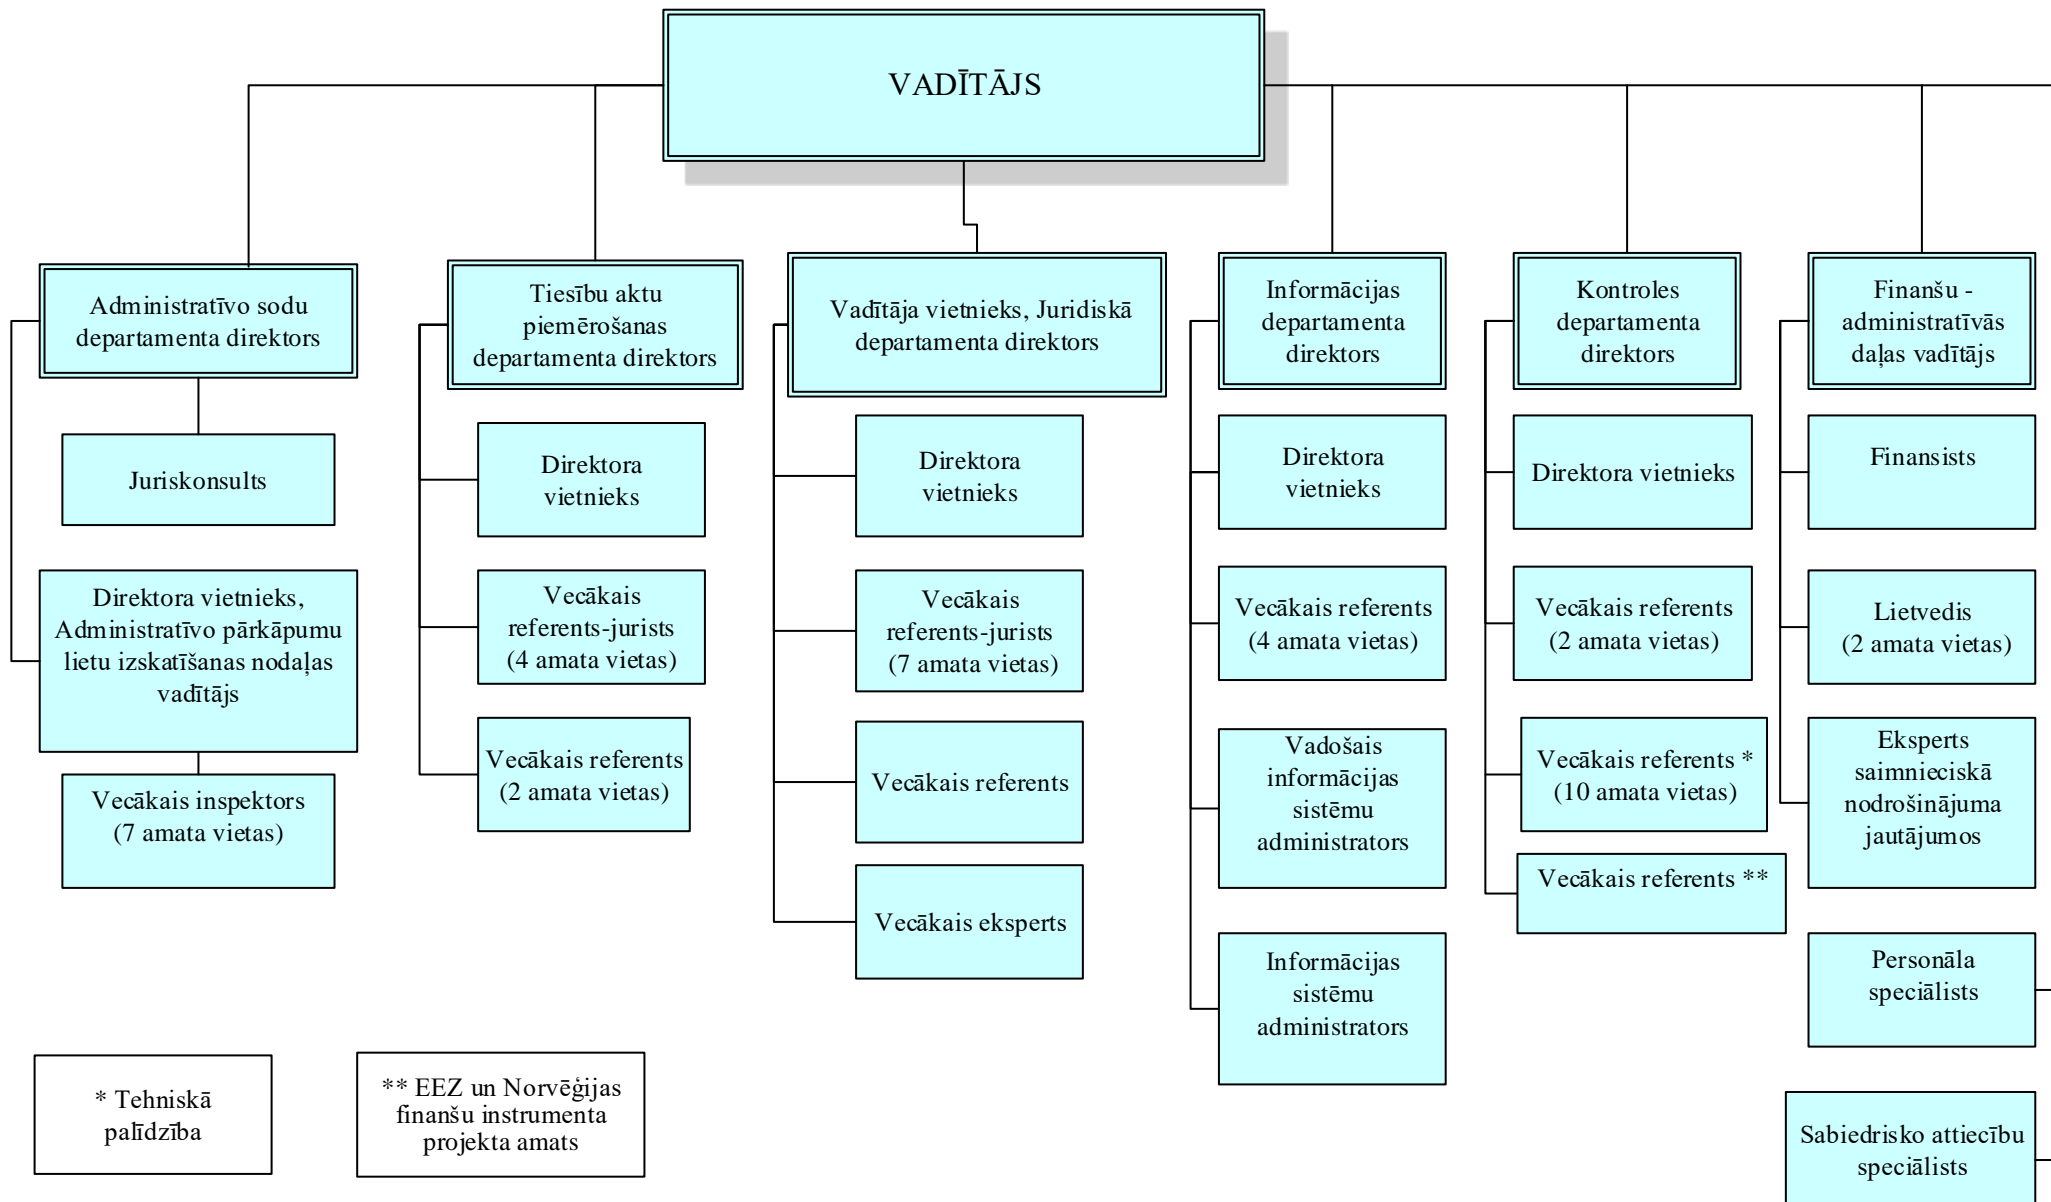 VADĪTĀJS
Administratīvo sodu
departamenta direktors
Juriskonsults
Direktora vietnieks,
Administratīvo pārkāpumu
lietu izskatīšanas nodaļas
vadītājs
Vecākais inspektors
(7 amata vietas)
Tiesību aktu
piemērošanas
departamenta direktors
Direktora
vietnieks
Vecākais
referents-jurists
(4 amata vietas)
Vecākais referents
(2 amata vietas)
Vadītāja vietnieks, Juridiskā
departamenta direktors
Direktora
vietnieks
Vecākais
referents-jurists
(7 amata vietas)
Vecākais referents
Vecākais eksperts
Informācijas
departamenta
direktors
Direktora
vietnieks
Vecākais referents
(4 amata vietas)
Vadošais
informācijas
sistēmu
administrators
Informācijas
sistēmu
administrators
Kontroles
departamenta
direktors
Direktora vietnieks
Vecākais referents
(2 amata vietas)
Vecākais referents *
(10 amata vietas)
Vecākais referents **
Finanšu -
administratīvās
daļas vadītājs
Finansists
Lietvedis
(2 amata vietas)
Eksperts
saimnieciskā
nodrošinājuma
jautājumos
Personāla
speciālists
Sabiedrisko attiecību
speciālists
* Tehniskā
palīdzība
** EEZ un Norvēģijas
finanšu instrumenta
projekta amats